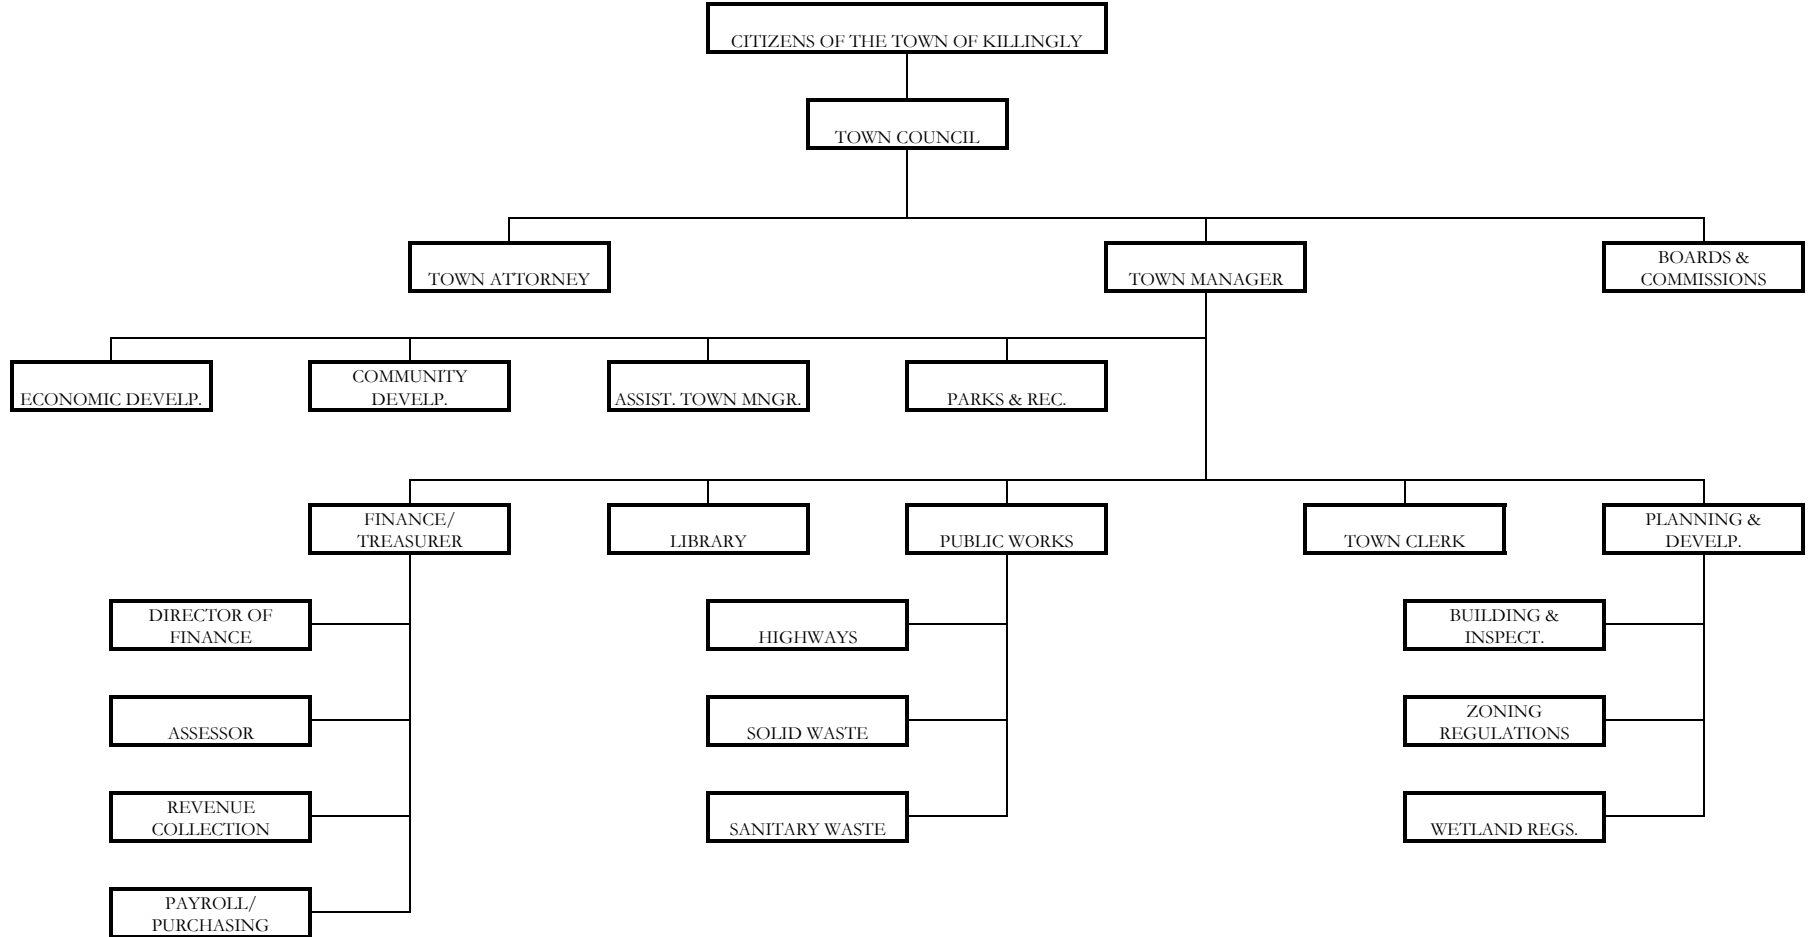 CITIZENS OF THE TOWN OF KILLINGLY
TOWN COUNCIL
TOWN ATTORNEY
TOWN MANAGER
BOARDS &
COMMISSIONS
ECONOMIC DEVELP.
COMMUNITY
DEVELP.
ASSIST. TOWN MNGR.
PARKS & REC.
FINANCE/
TREASURER
LIBRARY
PUBLIC WORKS
TOWN CLERK
PLANNING &
DEVELP.
DIRECTOR OF
FINANCE
HIGHWAYS
BUILDING &
INSPECT.
ASSESSOR
SOLID WASTE
ZONING
REGULATIONS
REVENUE
COLLECTION
SANITARY WASTE
WETLAND REGS.
PAYROLL/
PURCHASING